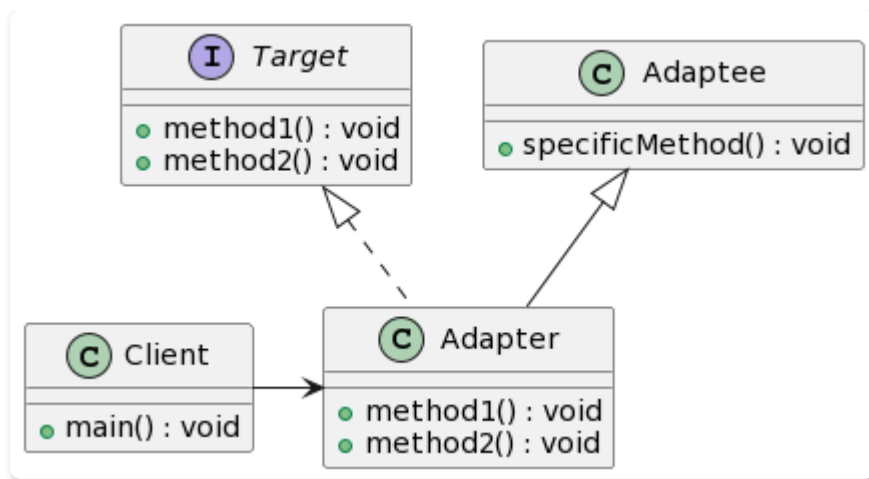 I Target
method1() : void
method2() : void
C Adaptee
specificMethod() : void
C Client
main() : void
C Adapter
method1() : void
method2() : void